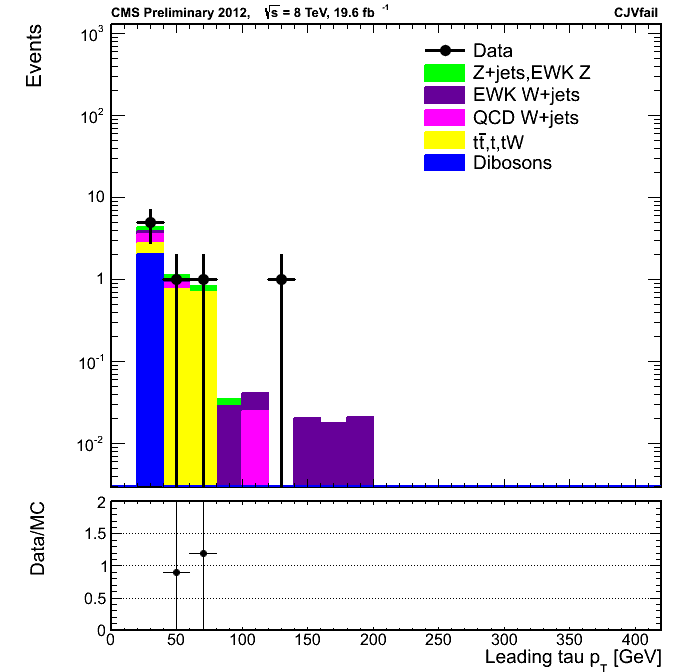 CMS Preliminary 2012, √s = 8 TeV, 19.6 fb⁻¹ CJVfail
Events
10³
10²
10
1
10⁻¹
10⁻²
Data
Z+jets,EWK Z
EWK W+jets
QCD W+jets
tt̄,t,tW
Dibosons
Data/MC
2
1.5
1
0.5
0
0 50 100 150 200 250 300 350 400
Leading tau p_T [GeV]